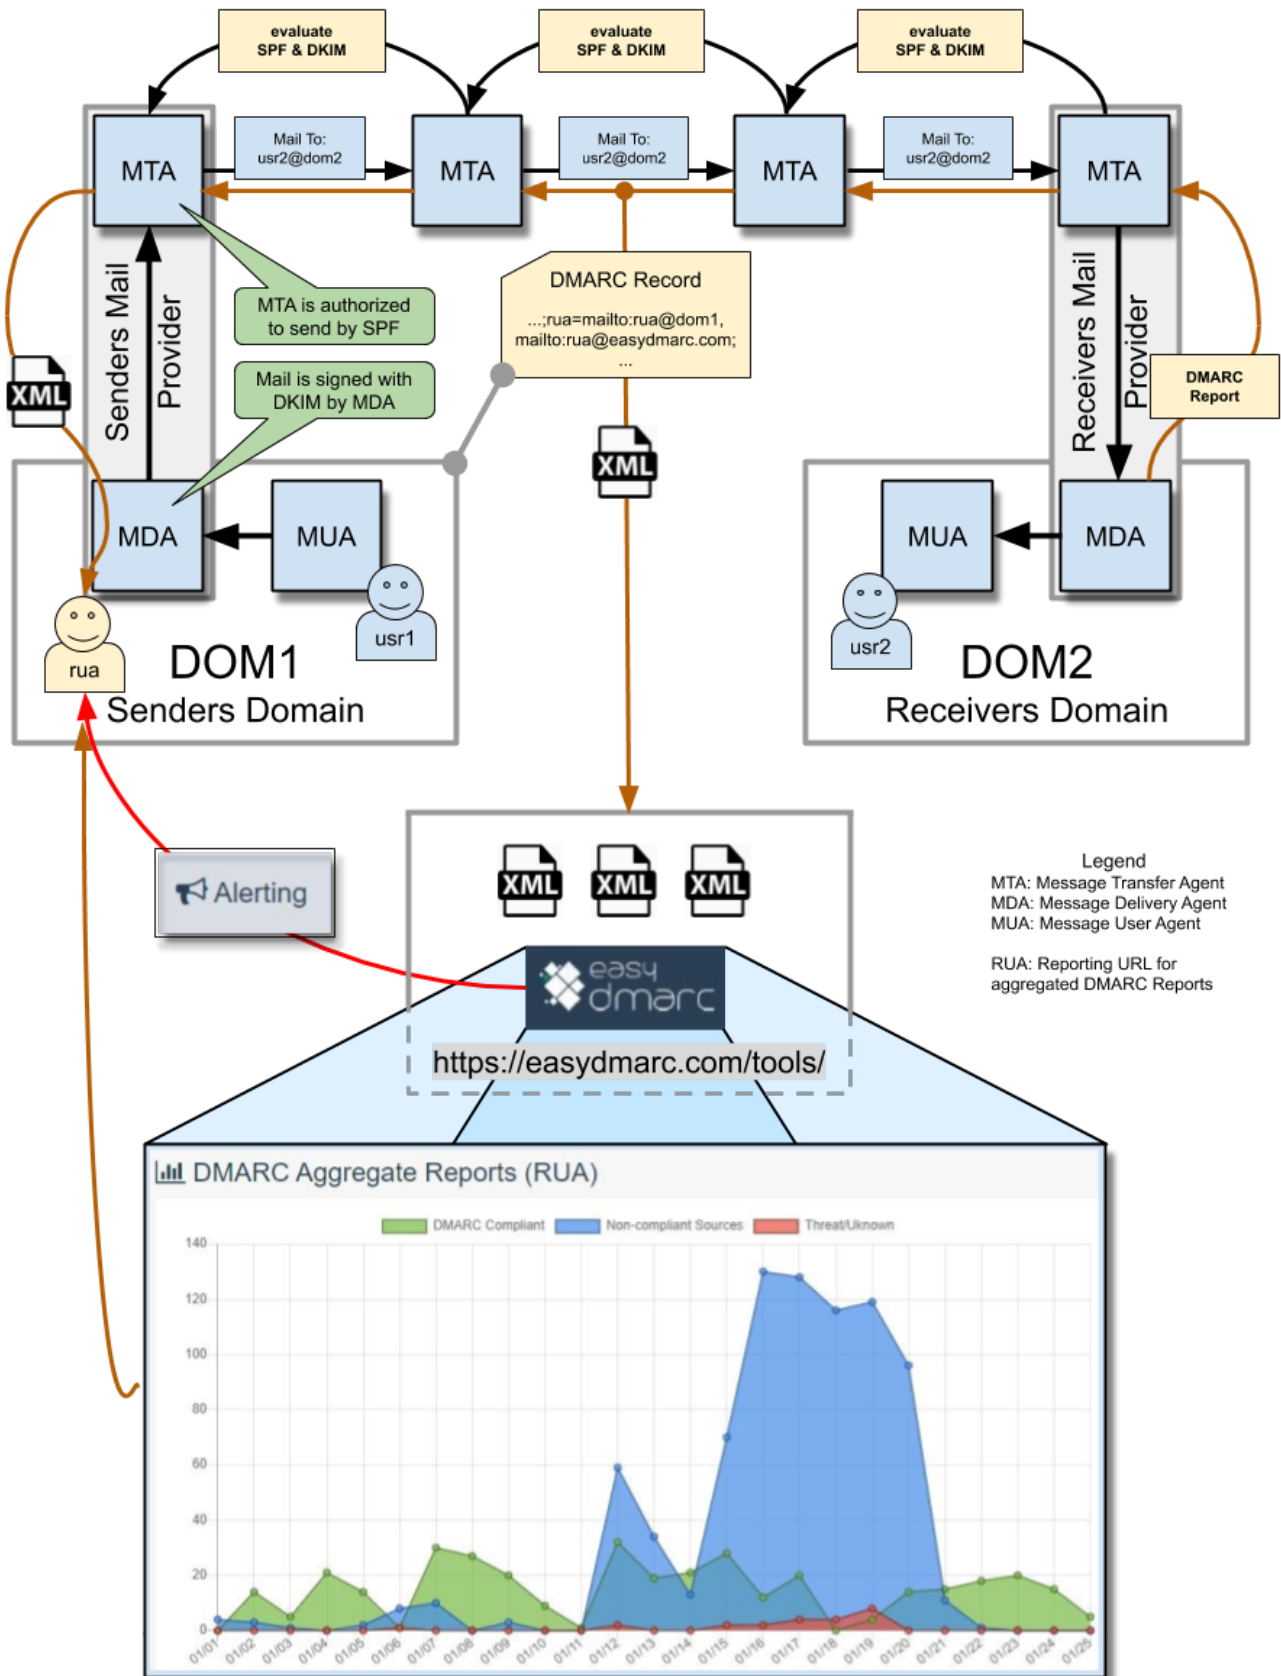 evaluate
SPF & DKIM
evaluate
SPF & DKIM
evaluate
SPF & DKIM
MTA
Mail To:
usr2@dom2
MTA
Mail To:
usr2@dom2
MTA
Mail To:
usr2@dom2
MTA
Senders Mail
Provider
MTA is authorized
to send by SPF
Mail is signed with
DKIM by MDA
DMARC Record
...;rua=mailto:rua@dom1,
mailto:rua@easydmarc.com;
...
Receivers Mail
Provider
DMARC
Report
XML
XML
MDA
MUA
MUA
MDA
rua
usr1
usr2
DOM1
Senders Domain
DOM2
Receivers Domain
Alerting
XML
XML
XML
easy
dmarc
https://easydmarc.com/tools/
Legend
MTA: Message Transfer Agent
MDA: Message Delivery Agent
MUA: Message User Agent
RUA: Reporting URL for
aggregated DMARC Reports
DMARC Aggregate Reports (RUA)
DMARC Compliant
Non-compliant Sources
Threat/Uknown
140
120
100
80
60
40
20
0
01/01
01/02
01/03
01/04
01/05
01/06
01/07
01/08
01/09
01/10
01/11
01/12
01/13
01/14
01/15
01/16
01/17
01/18
01/19
01/20
01/21
01/22
01/23
01/24
01/25